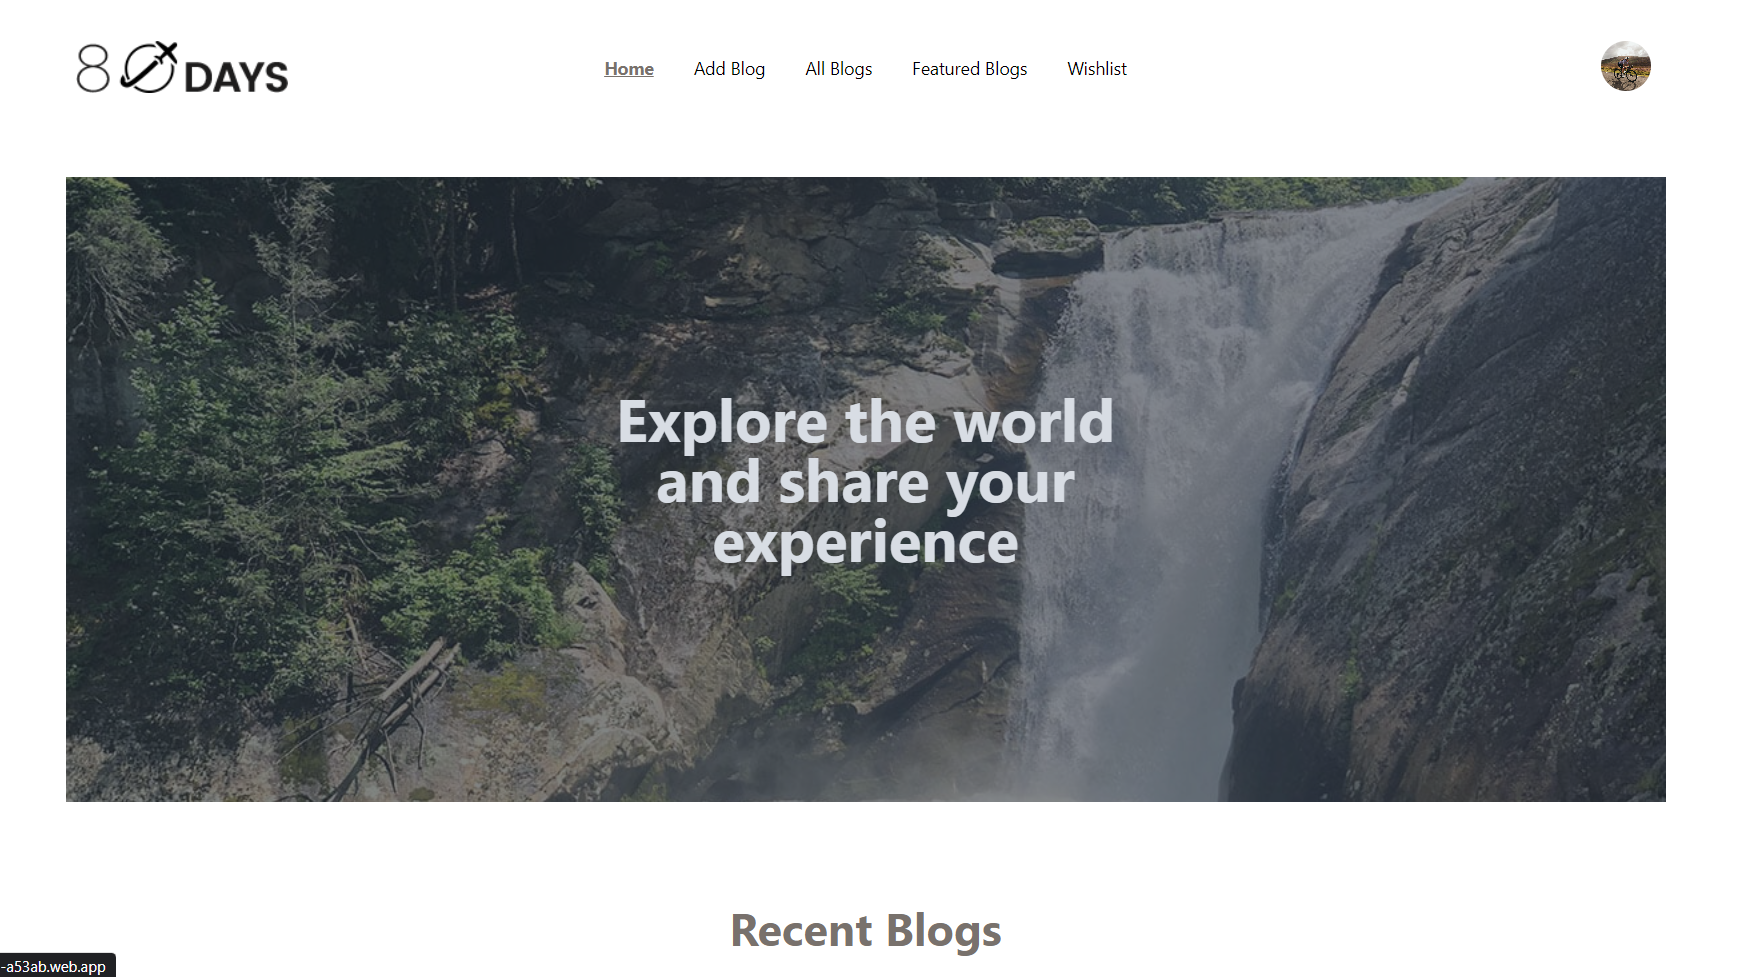 80 DAYS
Home
Add Blog
All Blogs
Featured Blogs
Wishlist
Explore the world
and share your
experience
Recent Blogs
-a53ab.web.app